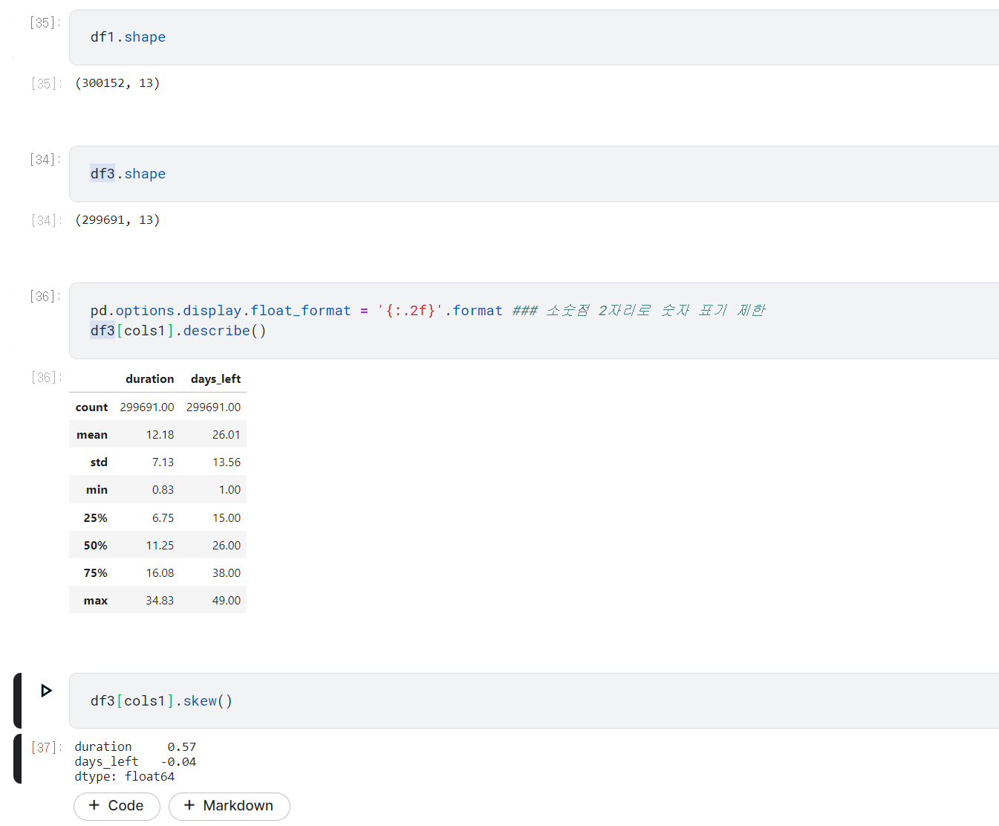 [35]:
df1.shape
[35]: (300152, 13)
[34]:
df3.shape
[34]: (299691, 13)
[36]:
pd.options.display.float_format = '{:.2f}'.format ### 소숫점 2자리로 숫자 표기 제한
df3[cols1].describe()
[36]:
duration days_left
count 299691.00 299691.00
mean 12.18 26.01
std 7.13 13.56
min 0.83 1.00
25% 6.75 15.00
50% 11.25 26.00
75% 16.08 38.00
max 34.83 49.00
df3[cols1].skew()
[37]: duration 0.57
days_left -0.04
dtype: float64
+ Code + Markdown